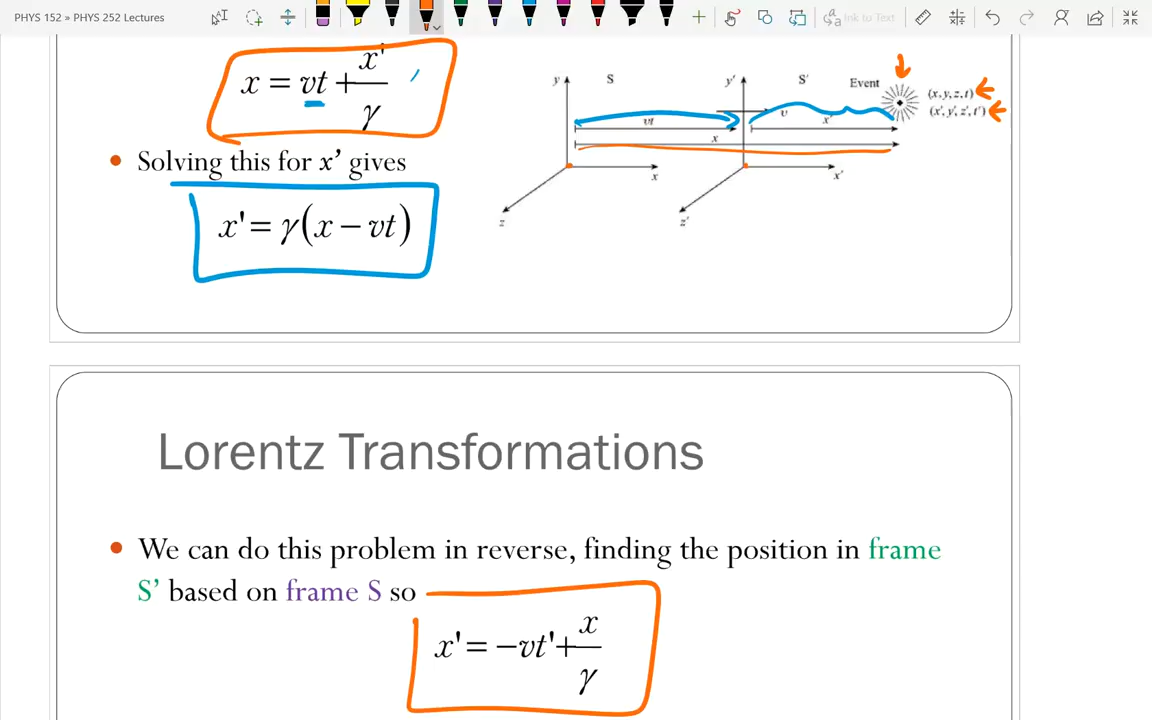 PHYS 152 » PHYS 252 Lectures
Ink to Text
x = vt + x'/γ
y S y' S' Event
(x,y,z,t)
(x',y',z',t')
vt υ x'
x
x x'
z z'
• Solving this for x' gives
x' = γ(x − vt)
Lorentz Transformations
• We can do this problem in reverse, finding the position in frame
S' based on frame S so
x' = −vt' + x/γ